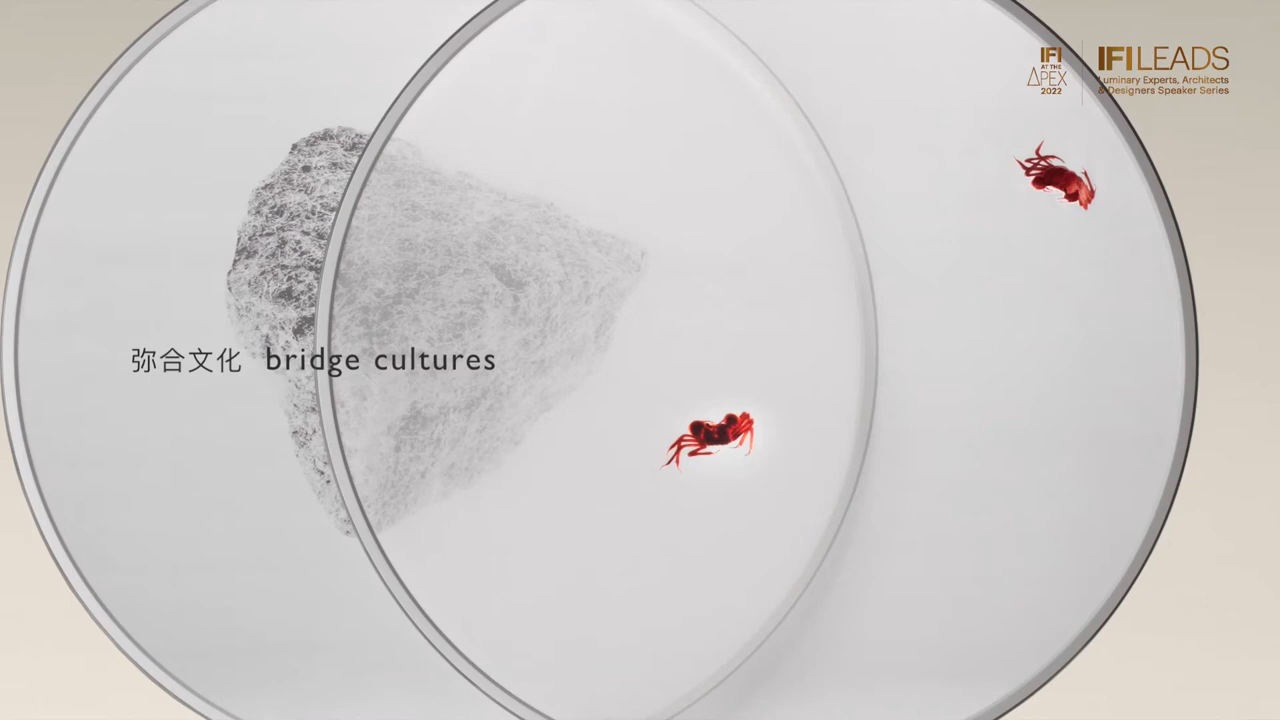 IFI
AT THE
APEX
2022
IFI LEADS
Luminary Experts, Architects
& Designers Speaker Series
弥合文化 bridge cultures